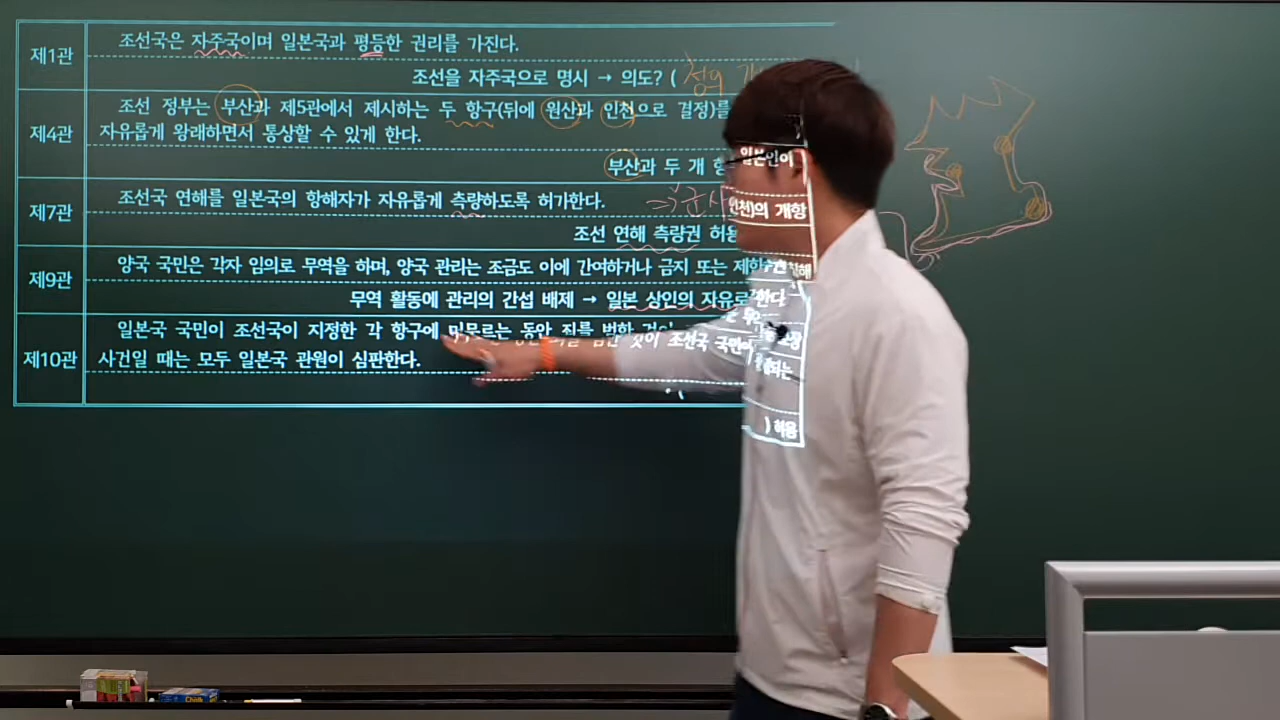 제1관
조선국은 자주국이며 일본국과 평등한 권리를 가진다.
조선을 자주국으로 명시 → 의도? ( 청의
제4관
조선 정부는 부산과 제5관에서 제시하는 두 항구(뒤에 원산과 인천으로 결정)를
일본인이
자유롭게 왕래하면서 통상할 수 있게 한다.
부산과 두 개 항
인천)의 개항
제7관
조선국 연해를 일본국의 항해자가 자유롭게 측량하도록 허가한다.
⇒ 군사
조선 연해 측량권 허용
제9관
양국 국민은 각자 임의로 무역을 하며, 양국 관리는 조금도 이에 간여하거나 금지 또는
한다
무역 활동에 관리의 간섭 배제 → 일본 상인의 자유로
제10관
일본국 국민이 조선국이 지정한 각 항구에 머무르는 동안 죄를 범한 것이 조선국 국민
사건일 때는 모두 일본국 관원이 심판한다.
) 허용